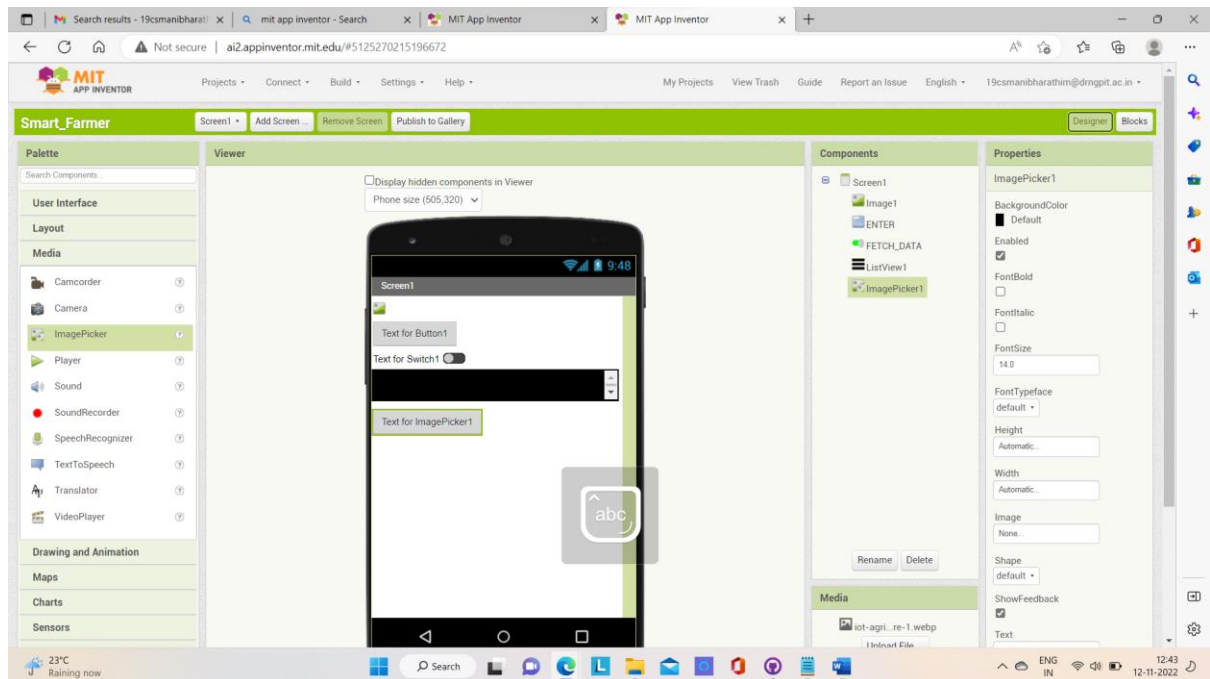 Search results - 19csmanibharati
mit app inventor - Search
MIT App Inventor
MIT App Inventor
Not secure | ai2.appinventor.mit.edu/#5125270215196672
MIT
APP INVENTOR
Projects Connect Build Settings Help
My Projects View Trash Guide Report an Issue English 19csmanibharathim@drngpit.ac.in
Smart_Farmer
Screen1 Add Screen ... Remove Screen Publish to Gallery
Designer Blocks
Palette
Search Components...
User Interface
Layout
Media
Camcorder
Camera
ImagePicker
Player
Sound
SoundRecorder
SpeechRecognizer
TextToSpeech
Translator
VideoPlayer
Drawing and Animation
Maps
Charts
Sensors
Viewer
Display hidden components in Viewer
Phone size (505,320)
9:48
Screen1
Text for Button1
Text for Switch1
Text for ImagePicker1
abc
Components
Screen1
Image1
ENTER
FETCH_DATA
ListView1
ImagePicker1
Rename Delete
Media
iot-agri...re-1.webp
Upload File ...
Properties
ImagePicker1
BackgroundColor
Default
Enabled
FontBold
FontItalic
FontSize
14.0
FontTypeface
default
Height
Automatic...
Width
Automatic...
Image
None...
Shape
default
ShowFeedback
Text
23°C
Raining now
Search
ENG
IN
12:43
12-11-2022